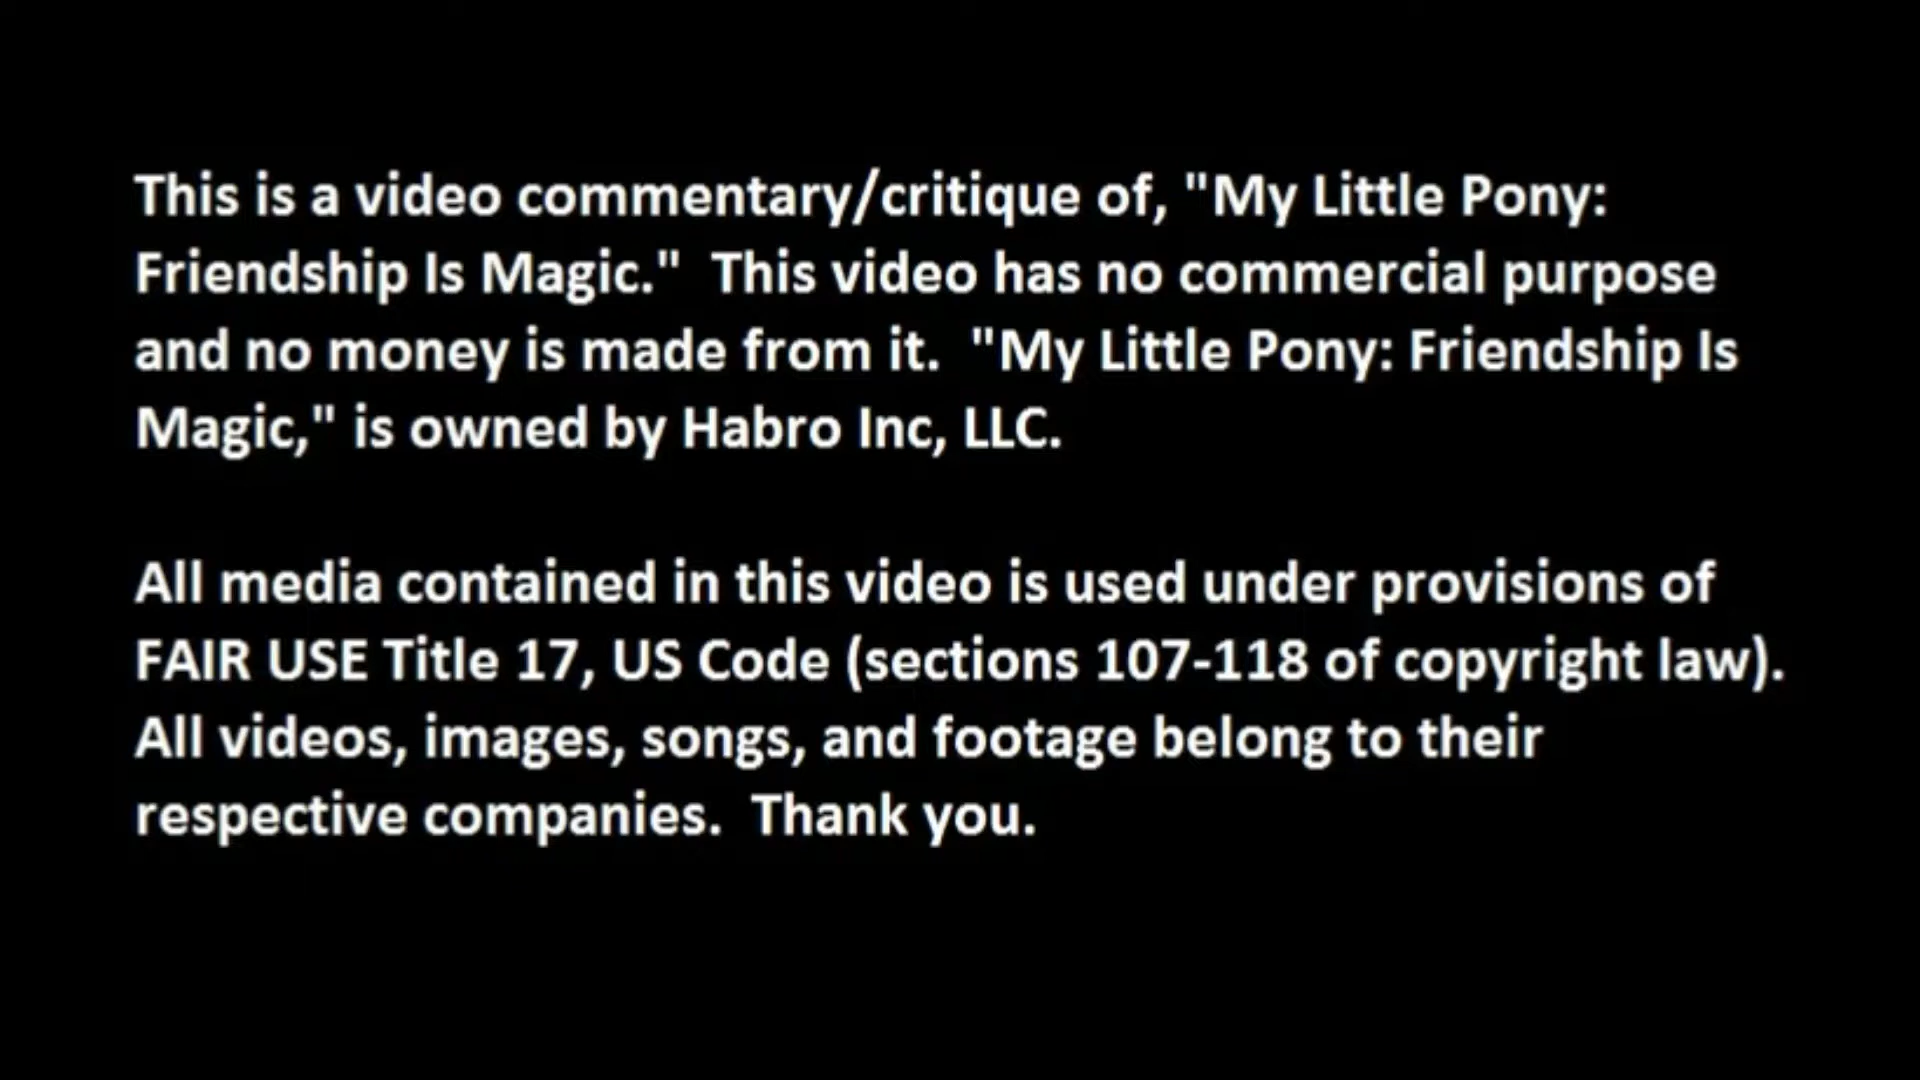 This is a video commentary/critique of, "My Little Pony:
Friendship Is Magic."  This video has no commercial purpose
and no money is made from it.  "My Little Pony: Friendship Is
Magic," is owned by Habro Inc, LLC.
All media contained in this video is used under provisions of
FAIR USE Title 17, US Code (sections 107-118 of copyright law).
All videos, images, songs, and footage belong to their
respective companies.  Thank you.